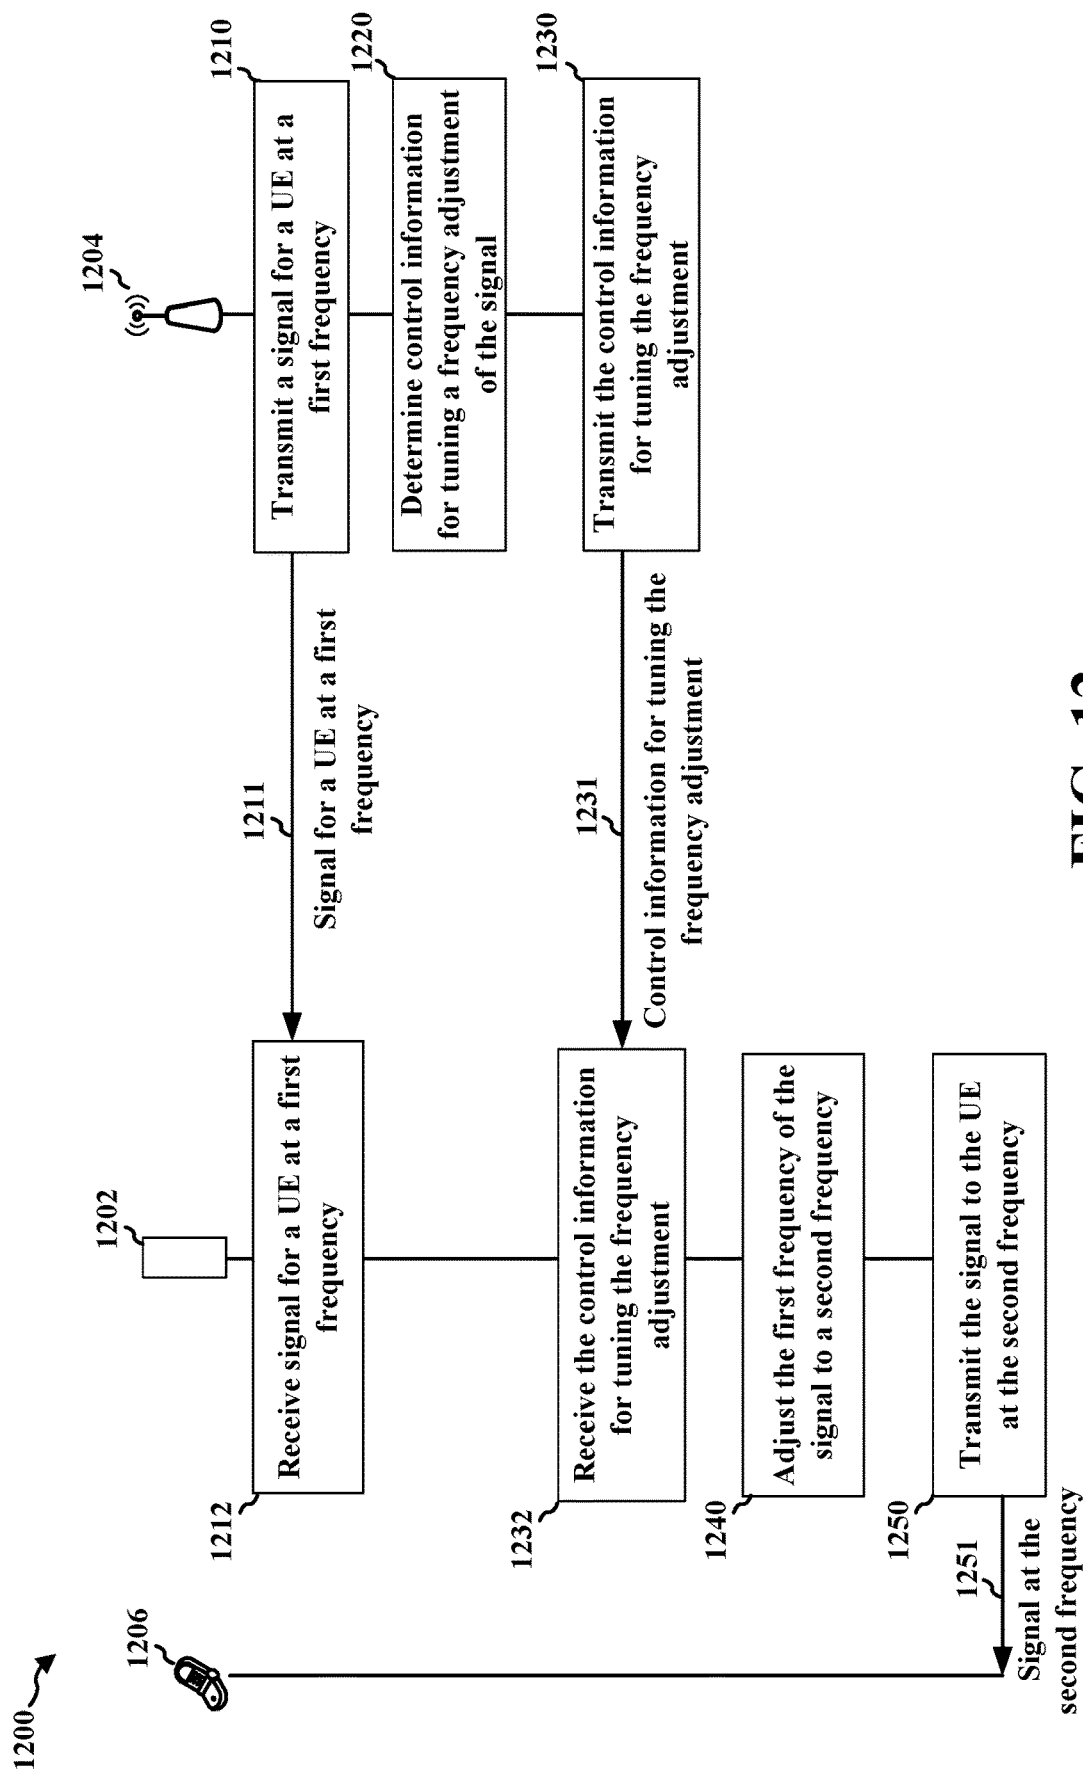 1200
1206
1202
1204
1212
Receive signal for a UE at a first
frequency
1211
Signal for a UE at a first
frequency
1210
Transmit a signal for a UE at a
first frequency
1220
Determine control information
for tuning a frequency adjustment
of the signal
1232
Receive the control information
for tuning the frequency
adjustment
1231
Control information for tuning the
frequency adjustment
1230
Transmit the control information
for tuning the frequency
adjustment
1240
Adjust the first frequency of the
signal to a second frequency
1250
Transmit the signal to the UE
at the second frequency
1251
Signal at the
second frequency
FIG. 12